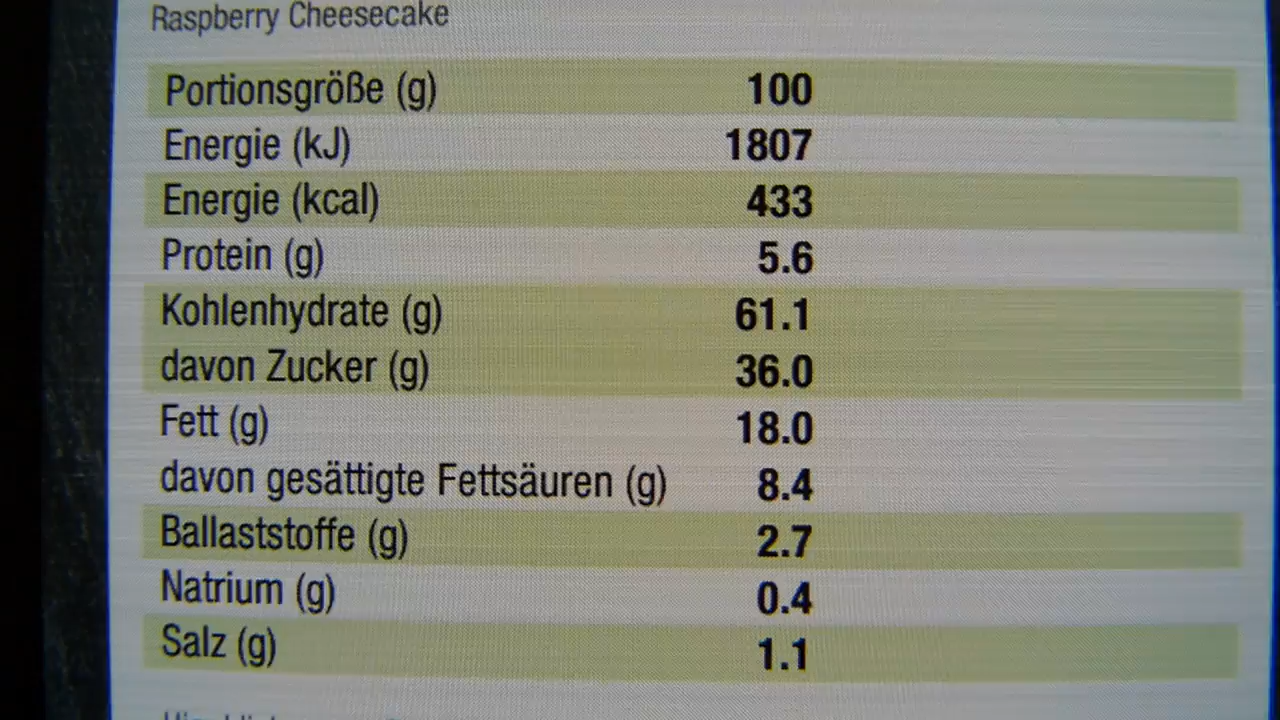 Raspberry Cheesecake
Portionsgröße (g) 100
Energie (kJ) 1807
Energie (kcal) 433
Protein (g) 5.6
Kohlenhydrate (g) 61.1
davon Zucker (g) 36.0
Fett (g) 18.0
davon gesättigte Fettsäuren (g) 8.4
Ballaststoffe (g) 2.7
Natrium (g) 0.4
Salz (g) 1.1